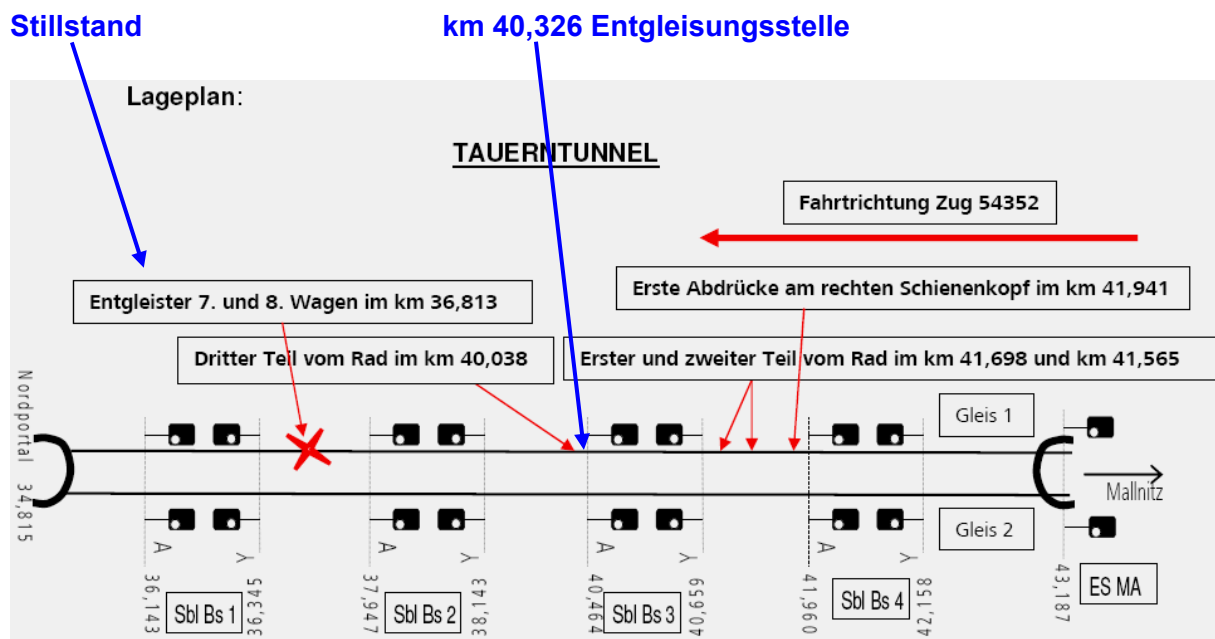 Stillstand
km 40,326 Entgleisungsstelle
Lageplan:
TAUERNTUNNEL
Fahrtrichtung Zug 54352
Entgleister 7. und 8. Wagen im km 36,813
Erste Abdrücke am rechten Schienenkopf im km 41,941
Dritter Teil vom Rad im km 40,038
Erster und zweiter Teil vom Rad im km 41,698 und km 41,565
Nordportal 34,815
Gleis 1
Mallnitz
Gleis 2
A
Y
A
Y
A
Y
A
Y
36,143
Sbl Bs 1
36,345
37,947
Sbl Bs 2
38,143
40,464
Sbl Bs 3
40,659
41,960
Sbl Bs 4
42,158
43,187
ES MA